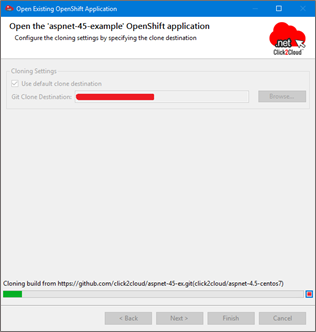 Open Existing OpenShift Application
Open the 'aspnet-45-example' OpenShift application
Configure the cloning settings by specifying the clone destination
.net
Click2Cloud
Cloning Settings
Use default clone destination
Git Clone Destination:
Browse...
Cloning build from https://github.com/click2cloud/aspnet-45-ex.git(click2cloud/aspnet-4.5-centos7)
< Back
Next >
Finish
Cancel